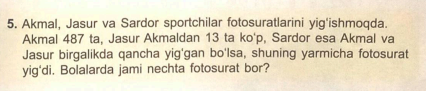 5. Akmal, Jasur va Sardor sportchilar fotosuratlarini yig'ishmoqda.
Akmal 487 ta, Jasur Akmaldan 13 ta ko'p, Sardor esa Akmal va
Jasur birgalikda qancha yig'gan bo'lsa, shuning yarmicha fotosurat
yig'di. Bolalarda jami nechta fotosurat bor?